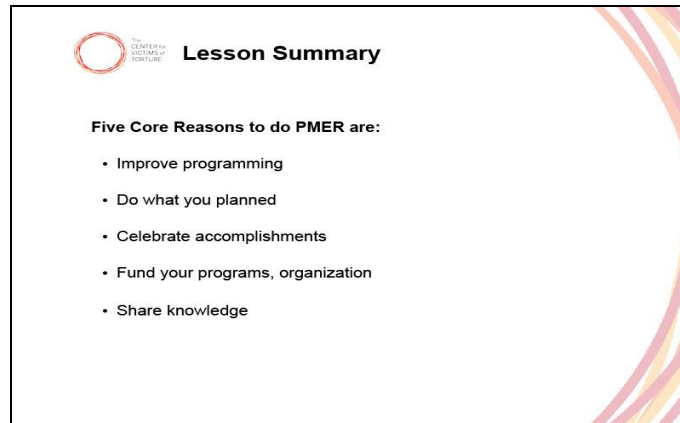 The
CENTER for
VICTIMS of
TORTURE
Lesson Summary
Five Core Reasons to do PMER are:
• Improve programming
• Do what you planned
• Celebrate accomplishments
• Fund your programs, organization
• Share knowledge